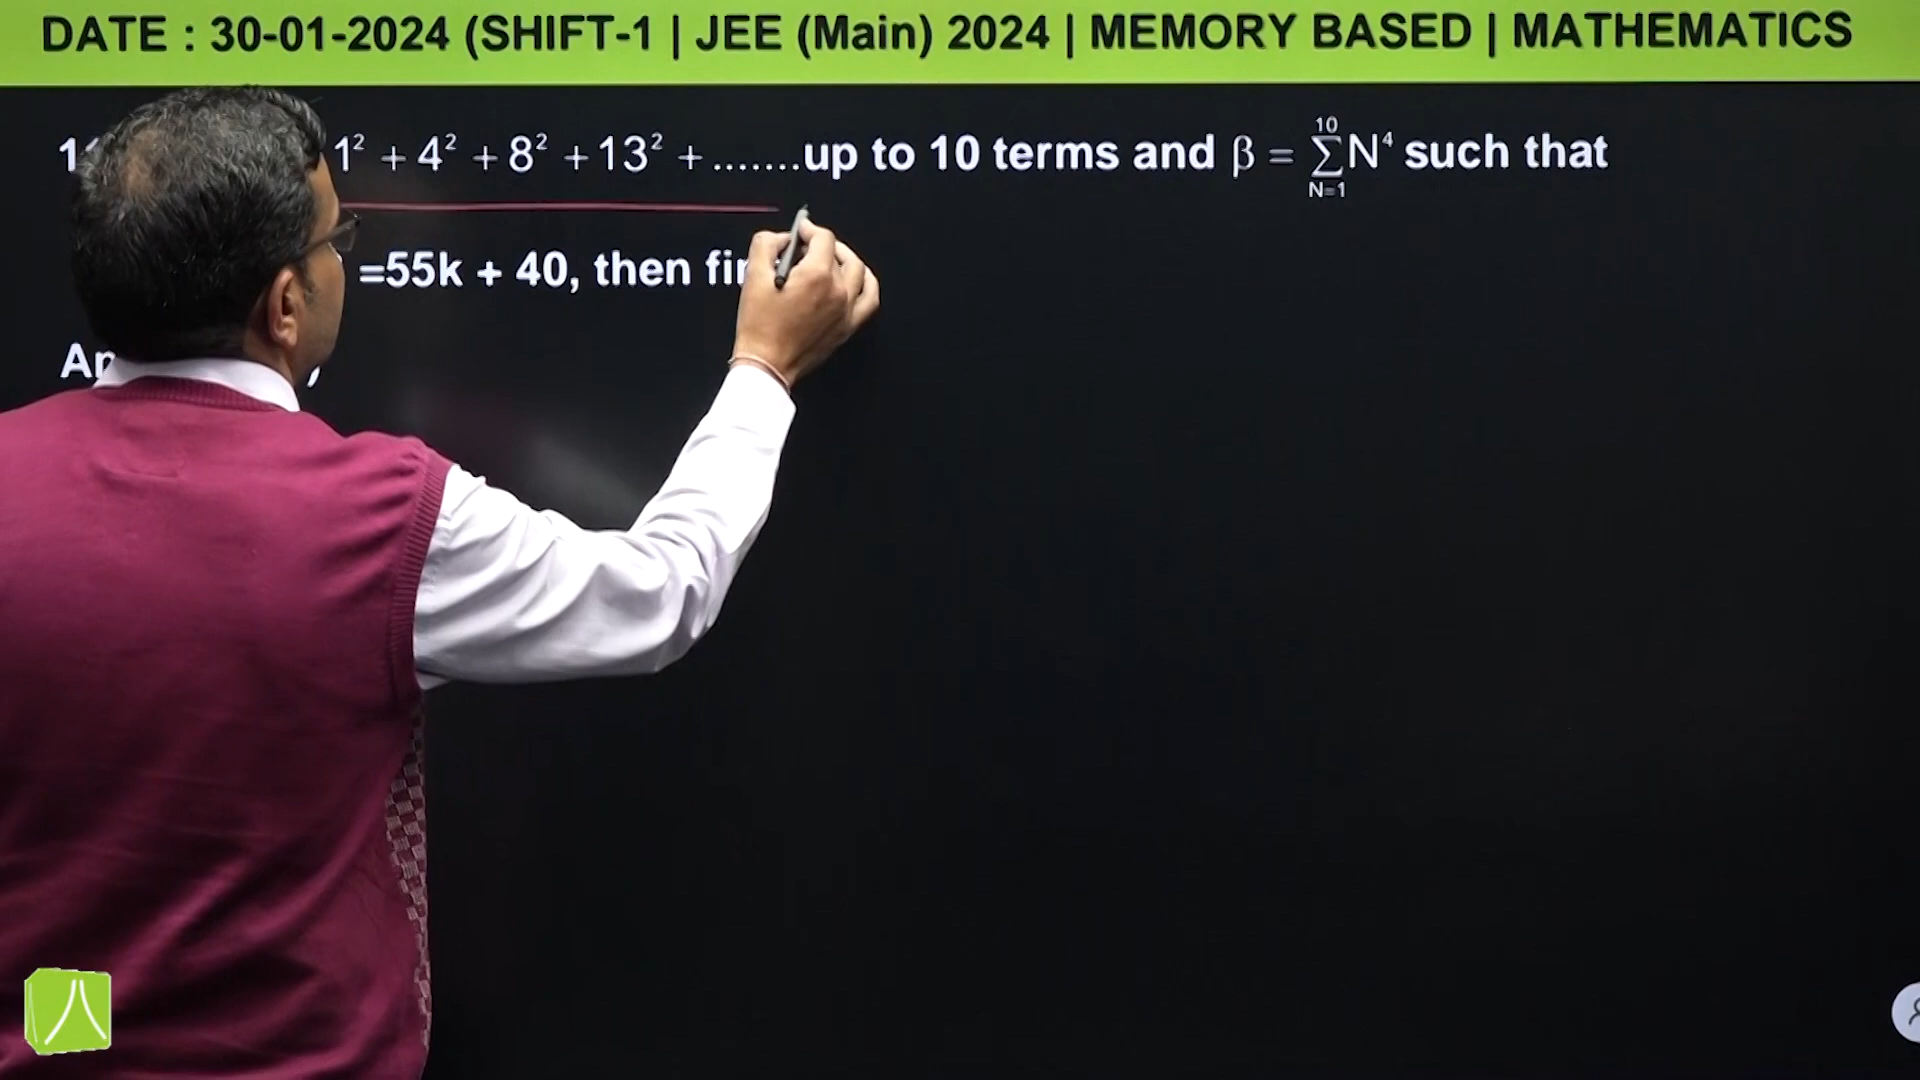 DATE : 30-01-2024 (SHIFT-1 | JEE (Main) 2024 | MEMORY BASED | MATHEMATICS
1² + 4² + 8² + 13² + .......up to 10 terms and β = ∑N⁴ such that
10
N=1
=55k + 40, then